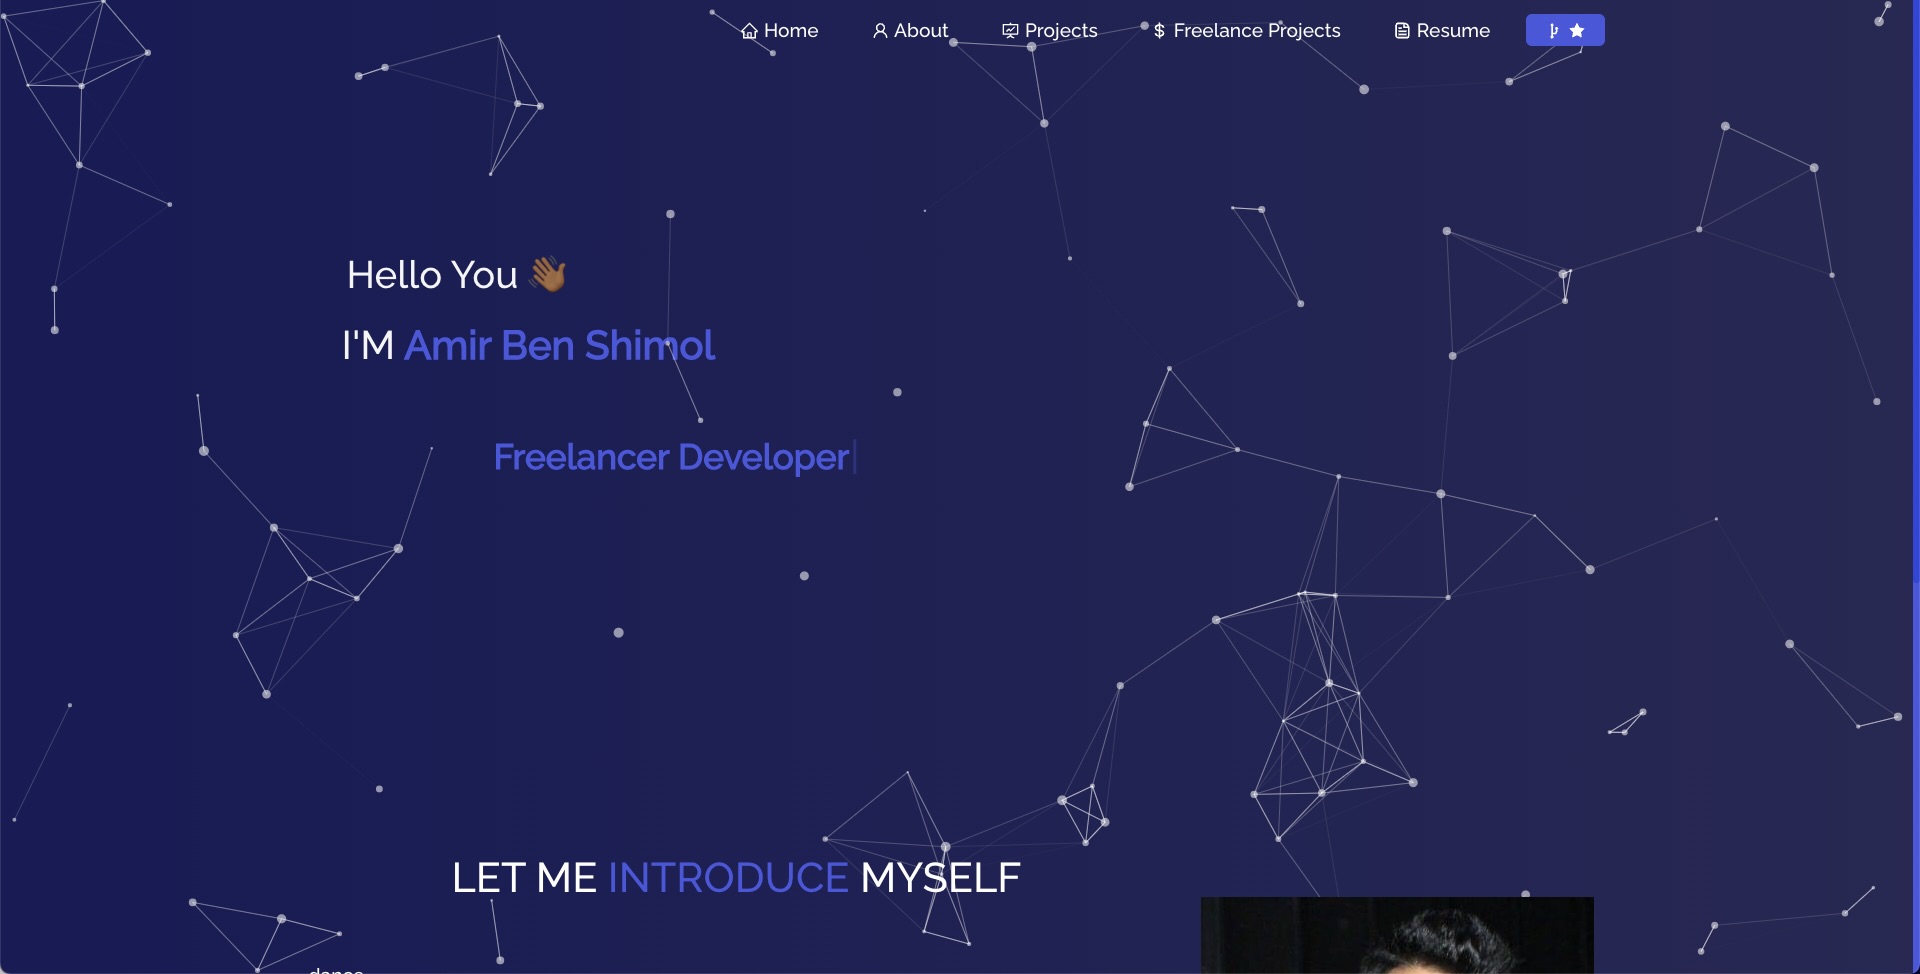 Home About Projects $ Freelance Projects Resume
Hello You 👋🏾
I'M Amir Ben Shimol
Freelancer Developer
LET ME INTRODUCE MYSELF